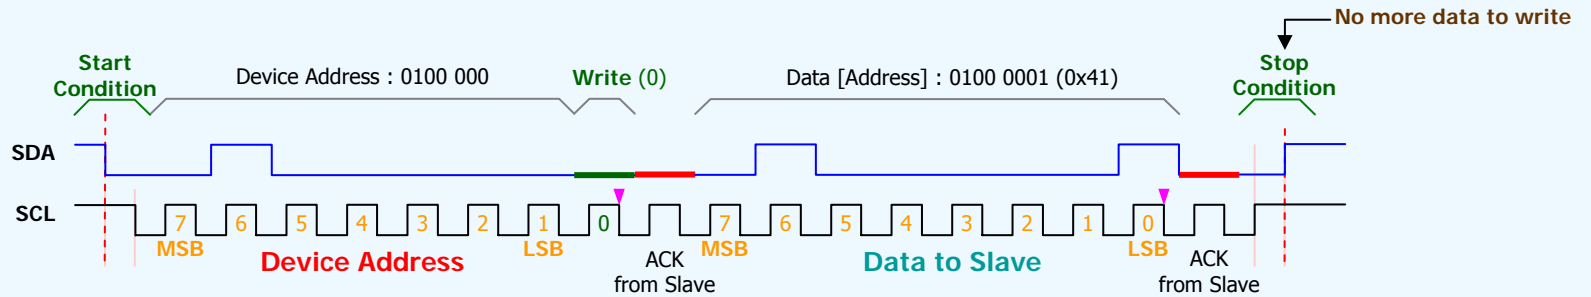 No more data to write
Start
Condition
Device Address : 0100 000
Write (0)
Data [Address] : 0100 0001 (0x41)
Stop
Condition
SDA
SCL
7 6 5 4 3 2 1 0 7 6 5 4 3 2 1 0
MSB LSB MSB LSB
Device Address
ACK
from Slave
Data to Slave
ACK
from Slave